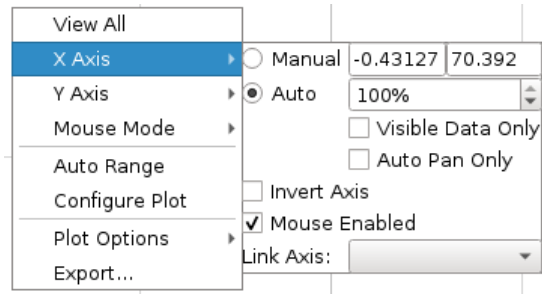 View All
X Axis
Y Axis
Mouse Mode
Auto Range
Configure Plot
Plot Options
Export...
Manual -0.43127 70.392
Auto 100%
Visible Data Only
Auto Pan Only
Invert Axis
Mouse Enabled
Link Axis: